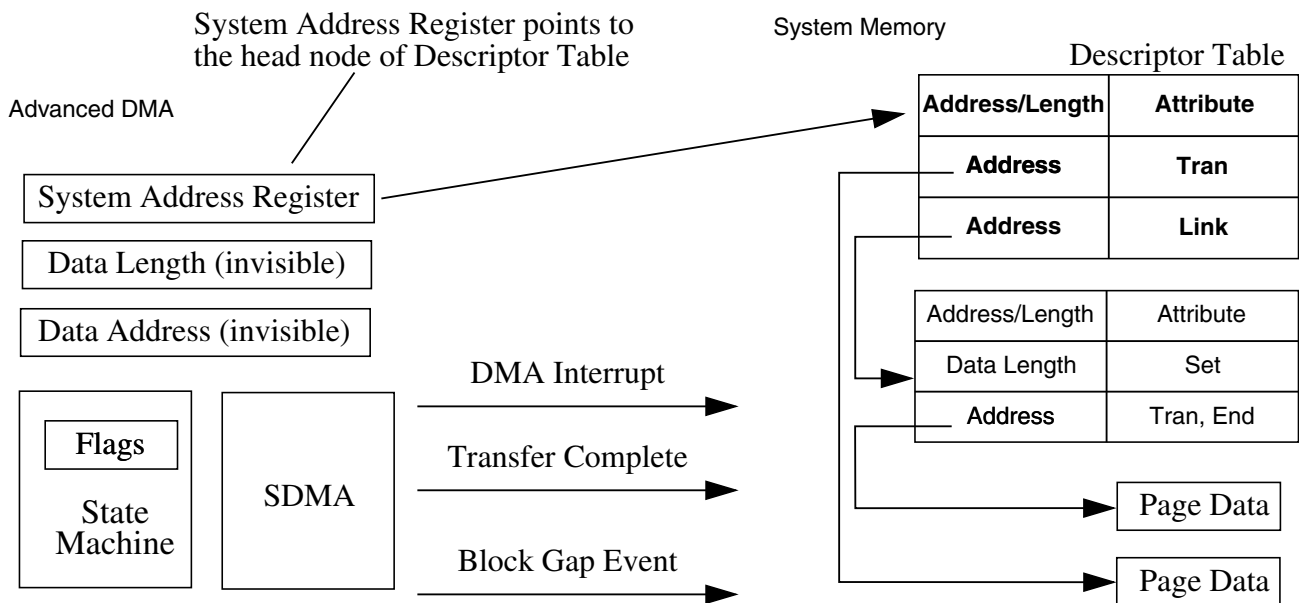 System Address Register points to
the head node of Descriptor Table
System Memory
Descriptor Table
Advanced DMA
Address/Length Attribute
Address Tran
Address Link
System Address Register
Data Length (invisible)
Data Address (invisible)
Address/Length Attribute
Data Length Set
Address Tran, End
Flags
State
Machine
SDMA
DMA Interrupt
Transfer Complete
Block Gap Event
Page Data
Page Data